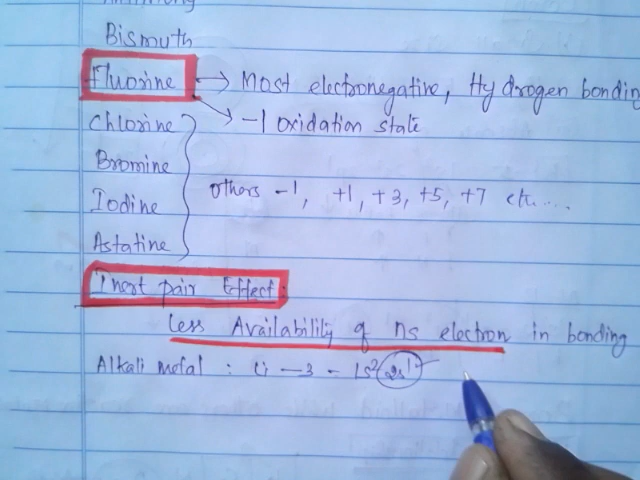 Bismuth
Fluorine → Most electronegative, Hydrogen bondin
→ -1 oxidation state
Chlorine
Bromine
others -1, +1, +3, +5, +7 etc....
Iodine
Astatine
Inert pair Effect:
Less Availability of ns electron in bonding
Alkali metal : Li — 3 - 1s² 2s¹